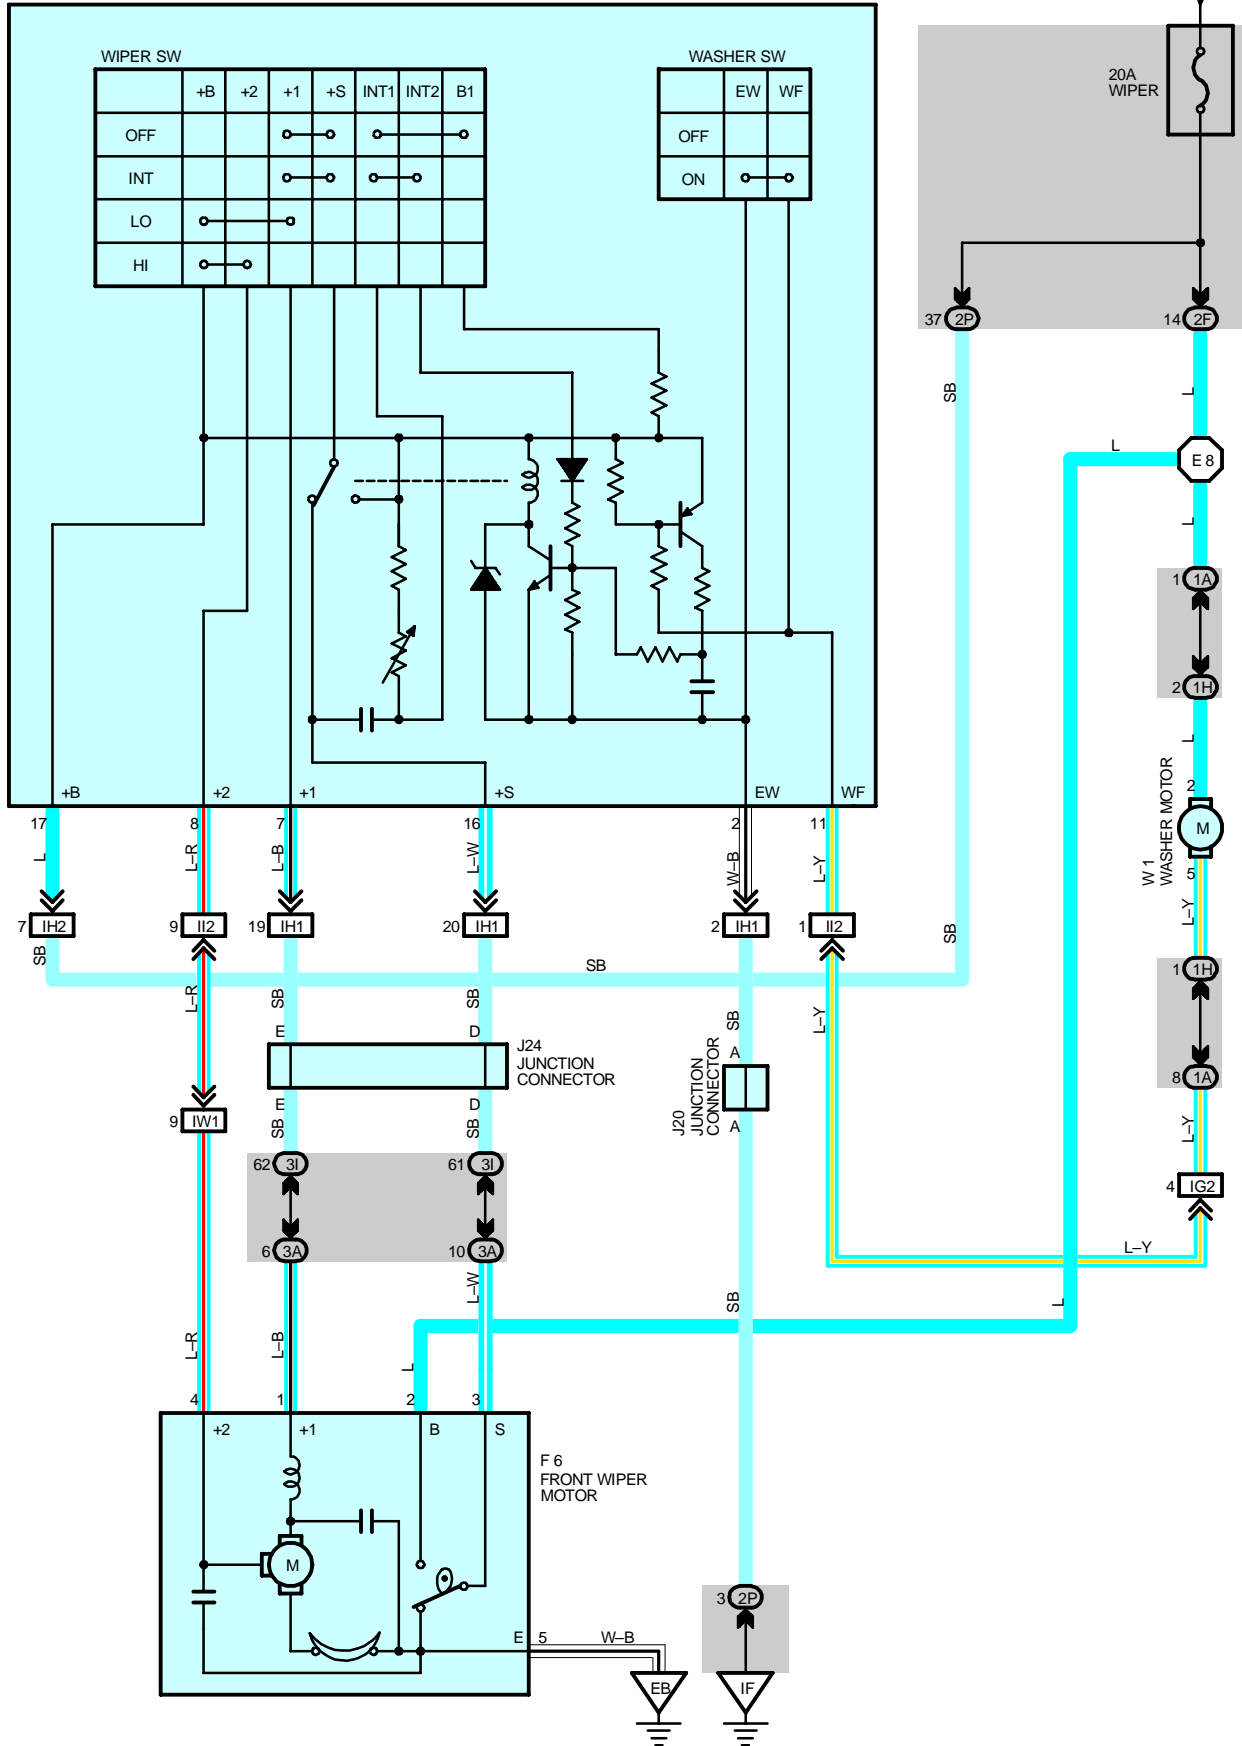 WIPER SW
+B +2 +1 +S INT1 INT2 B1
OFF
INT
LO
HI
WASHER SW
EW WF
OFF
ON
20A
WIPER
37 2P
14 2F
SB
L
L
E 8
L
1 1A
2 1H
L
+B +2 +1 +S EW WF
17 8 7 16 2 11
L L–R L–B L–W W–B L–Y
2
M
5
W 1
WASHER MOTOR
7 IH2
9 II2
19 IH1
20 IH1
2 IH1
1 II2
L–Y
SB
SB
SB
L–R
SB
SB
SB
L–Y
1 1H
8 1A
E D
J24
JUNCTION
CONNECTOR
E D
SB SB
A
J20
JUNCTION
CONNECTOR
A
9 IW1
L–Y
62 3I
61 3I
4 IG2
6 3A
10 3A
L–Y
L–W
SB
L
L–R
L–B
L
4 1 2 3
+2 +1 B S
F 6
FRONT WIPER
MOTOR
M
E 5 W–B
3 2P
EB
IF